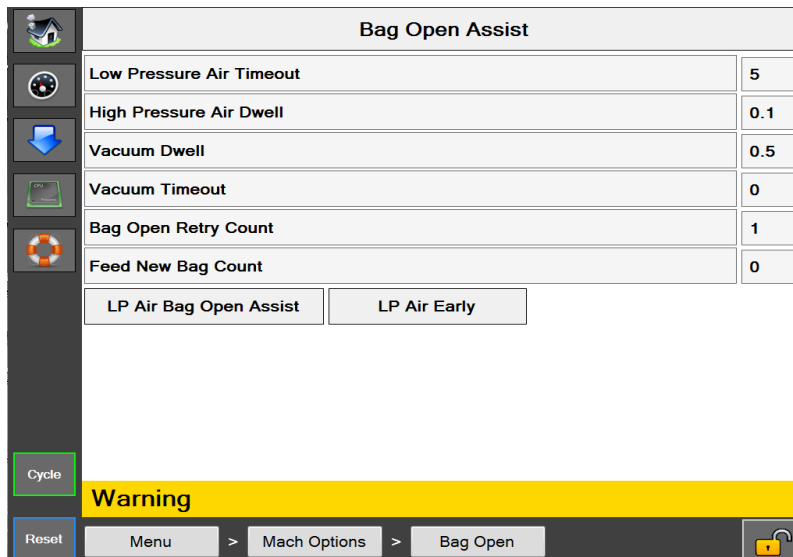 Bag Open Assist
Low Pressure Air Timeout 5
High Pressure Air Dwell 0.1
Vacuum Dwell 0.5
Vacuum Timeout 0
Bag Open Retry Count 1
Feed New Bag Count 0
LP Air Bag Open Assist LP Air Early
Cycle
Warning
Reset Menu > Mach Options > Bag Open